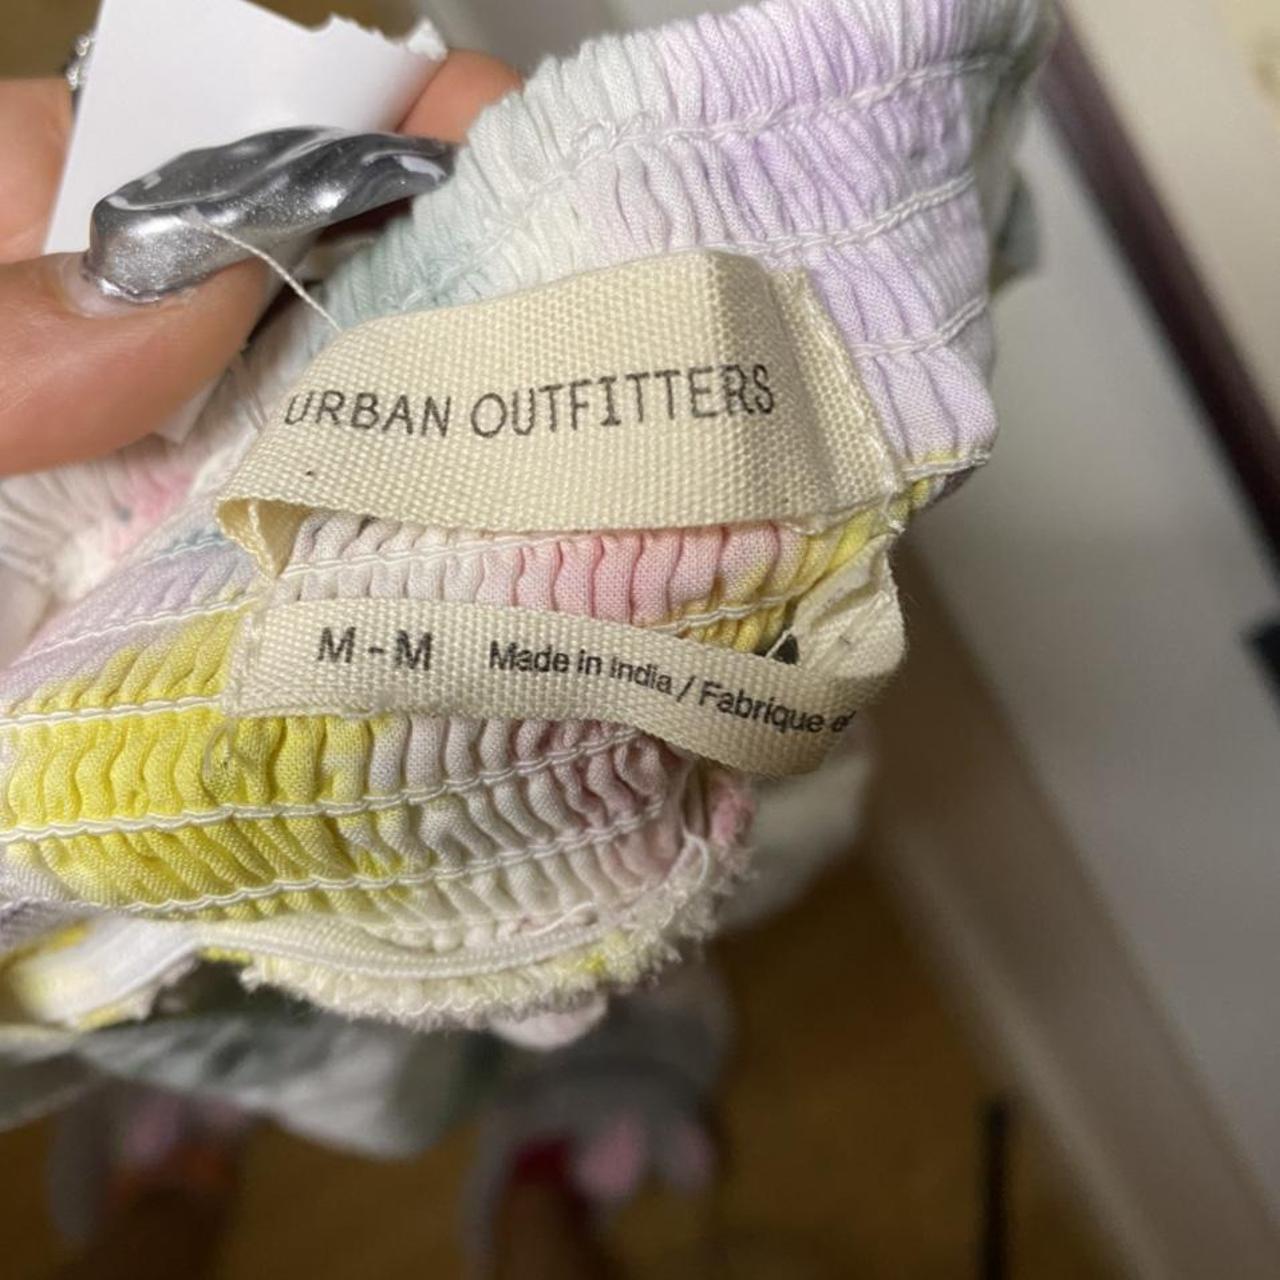 URBAN OUTFITTERS
M - M Made in India / Fabrique e